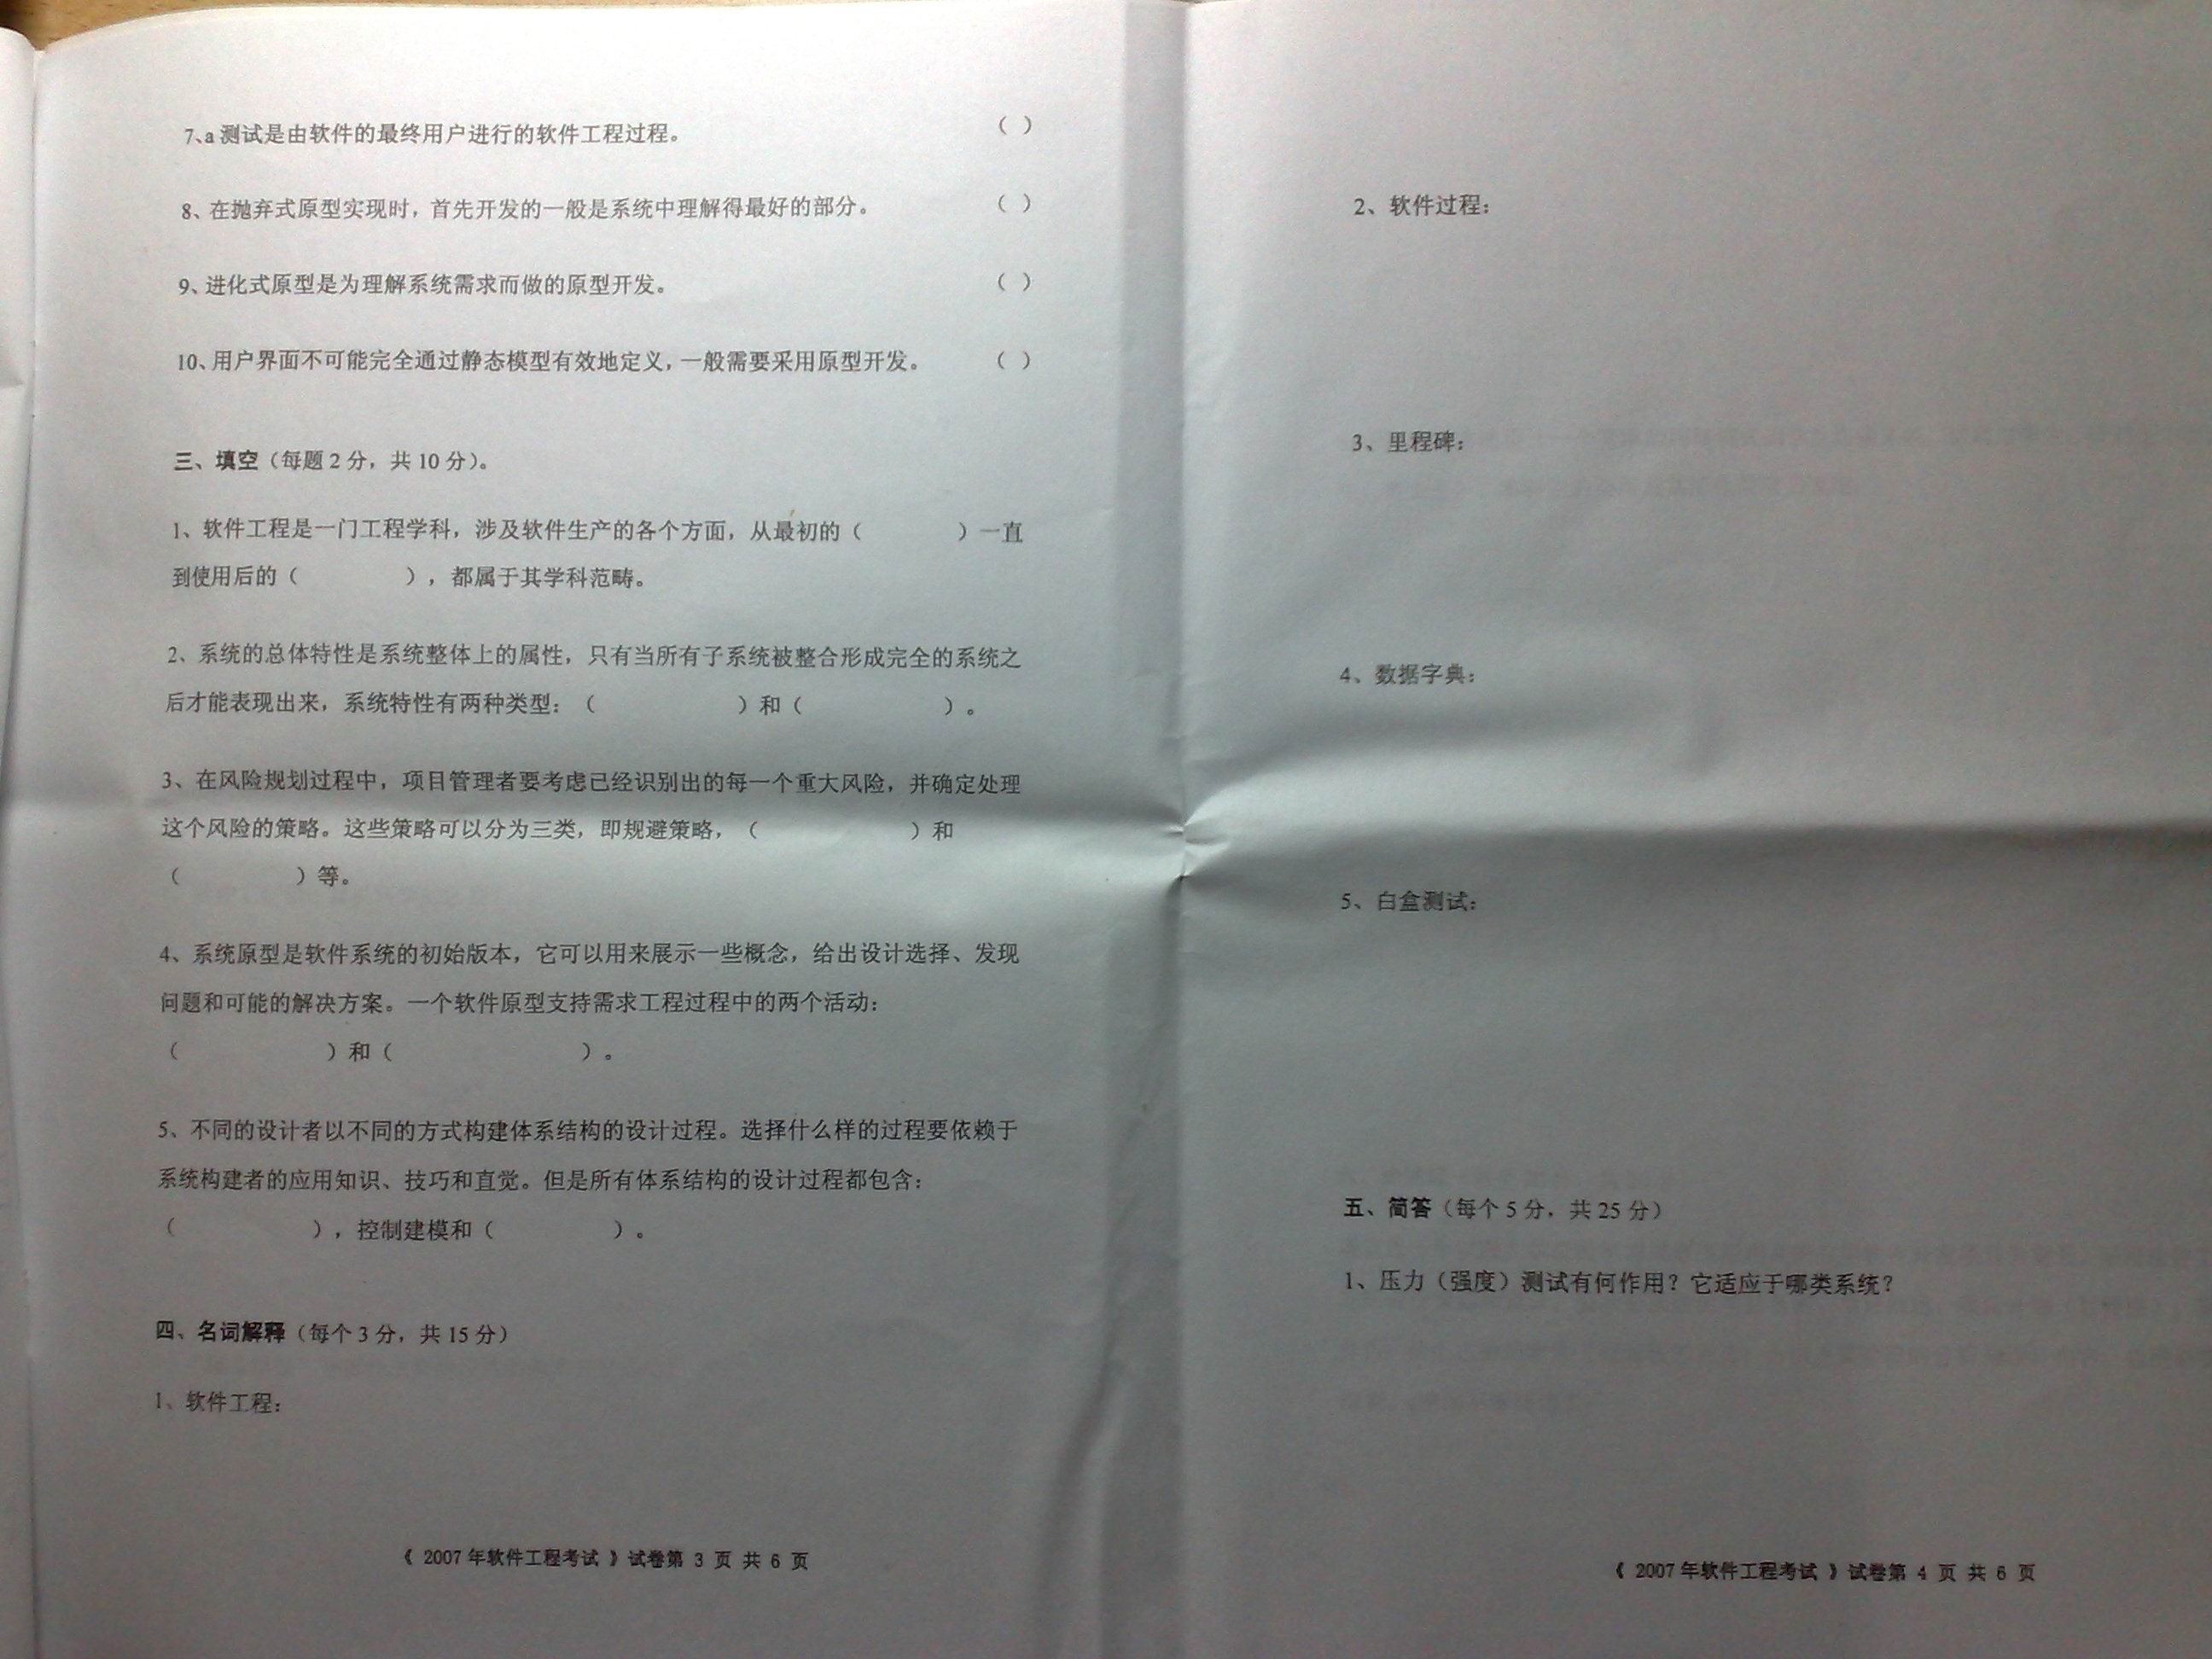 7、a 测试是由软件的最终用户进行的软件工程过程。 （ ）
8、在抛弃式原型实现时，首先开发的一般是系统中理解得最好的部分。 （ ）
9、进化式原型是为理解系统需求而做的原型开发。 （ ）
10、用户界面不可能完全通过静态模型有效地定义，一般需要采用原型开发。 （ ）
三、填空（每题 2 分，共 10 分）。
1、软件工程是一门工程学科，涉及软件生产的各个方面，从最初的（ ）一直
到使用后的（ ），都属于其学科范畴。
2、系统的总体特性是系统整体上的属性，只有当所有子系统被整合形成完全的系统之
后才能表现出来，系统特性有两种类型：（ ）和（ ）。
3、在风险规划过程中，项目管理者要考虑已经识别出的每一个重大风险，并确定处理
这个风险的策略。这些策略可以分为三类，即规避策略，（ ）和
（ ）等。
4、系统原型是软件系统的初始版本，它可以用来展示一些概念，给出设计选择、发现
问题和可能的解决方案。一个软件原型支持需求工程过程中的两个活动：
（ ）和（ ）。
5、不同的设计者以不同的方式构建体系结构的设计过程。选择什么样的过程要依赖于
系统构建者的应用知识、技巧和直觉。但是所有体系结构的设计过程都包含：
（ ），控制建模和（ ）。
四、名词解释（每个 3 分，共 15 分）
1、软件工程：
《 2007 年软件工程考试 》试卷第 3 页 共 6 页
2、软件过程：
3、里程碑：
4、数据字典：
5、白盒测试：
五、简答（每个 5 分，共 25 分）
1、压力（强度）测试有何作用？它适应于哪类系统？
《 2007 年软件工程考试 》试卷第 4 页 共 6 页